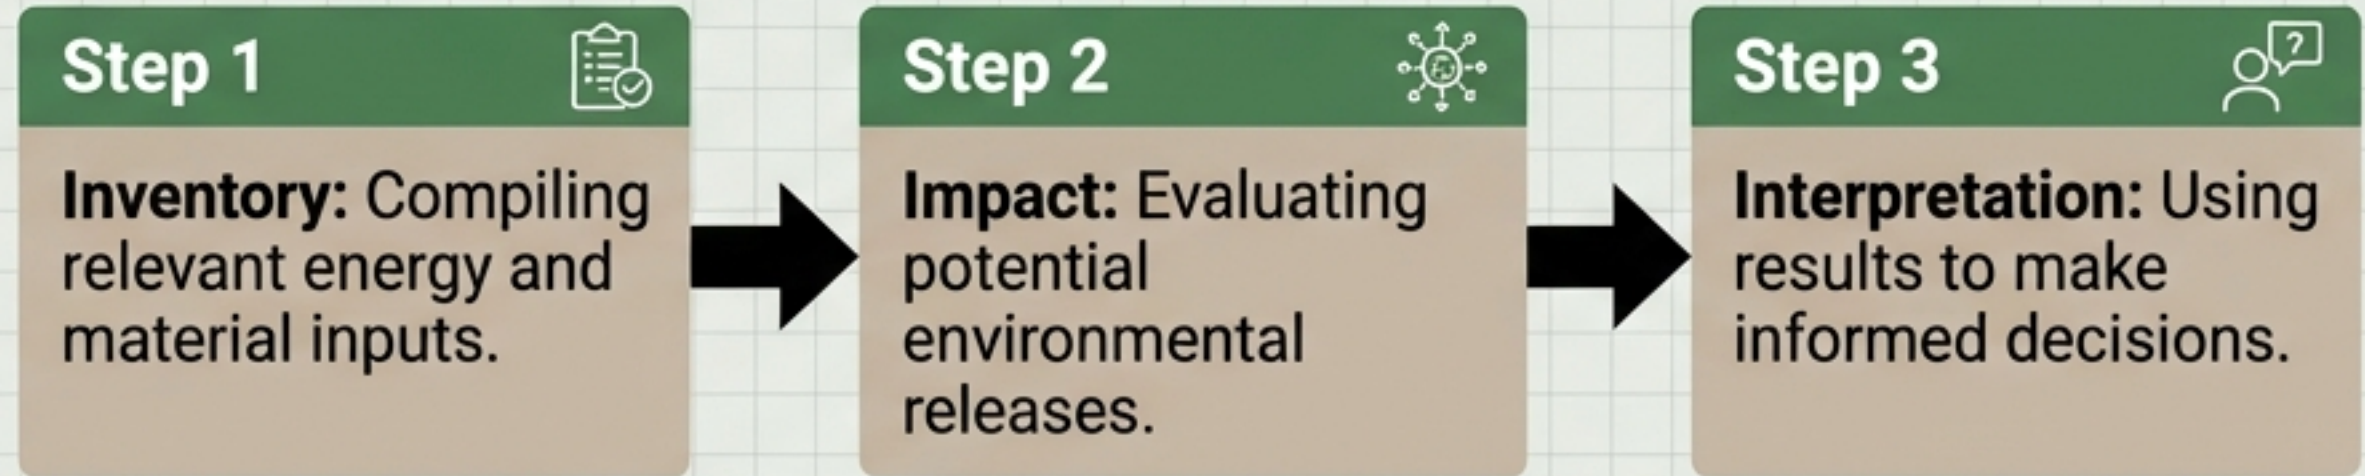 Step 1
Inventory: Compiling
relevant energy and
material inputs.
Step 2
Impact: Evaluating
potential
environmental
releases.
Step 3
?
Interpretation: Using
results to make
informed decisions.